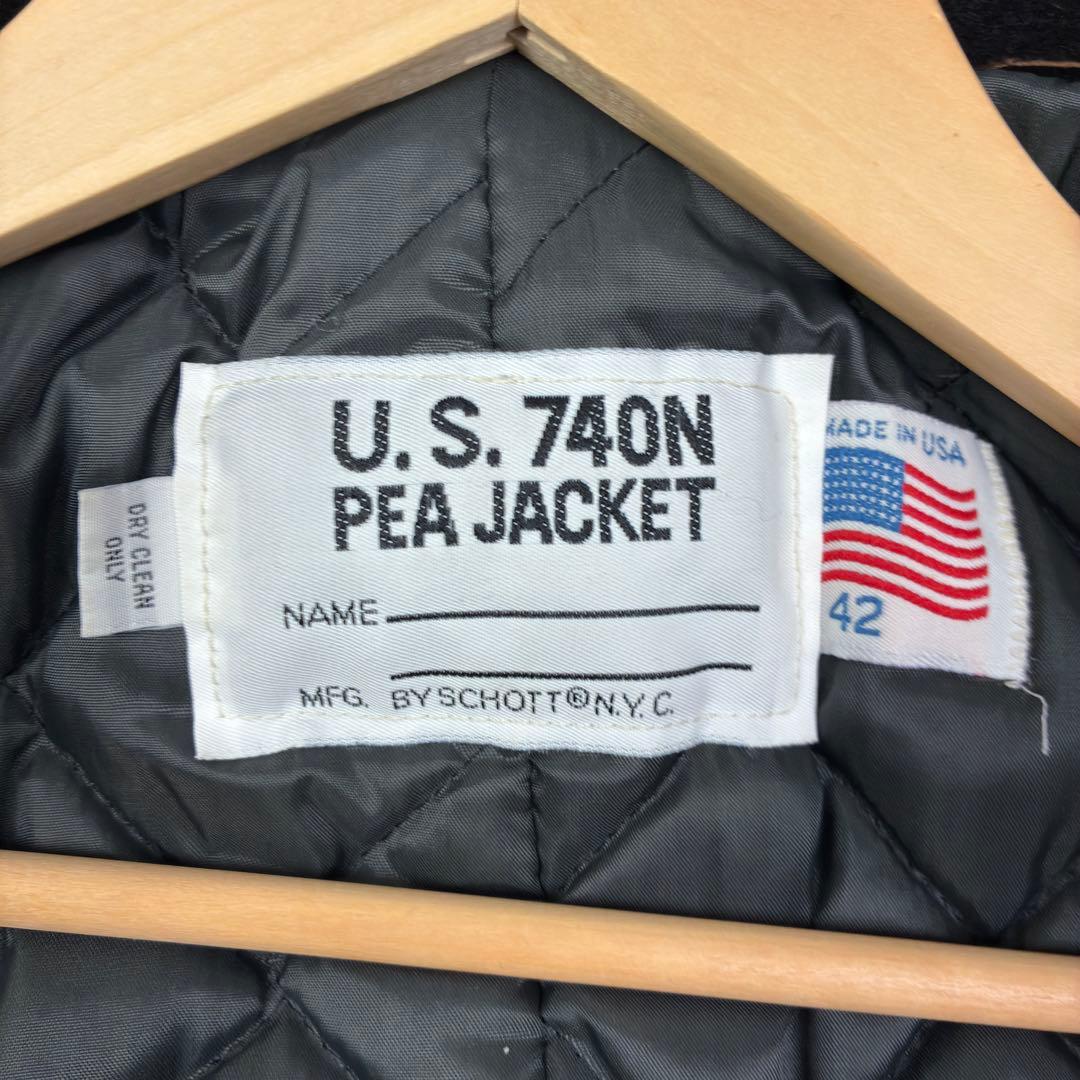 U. S. 740N
PEA JACKET
NAME
MFG. BY SCHOTT® N.Y.C.
DRY CLEAN
ONLY
MADE IN USA
42